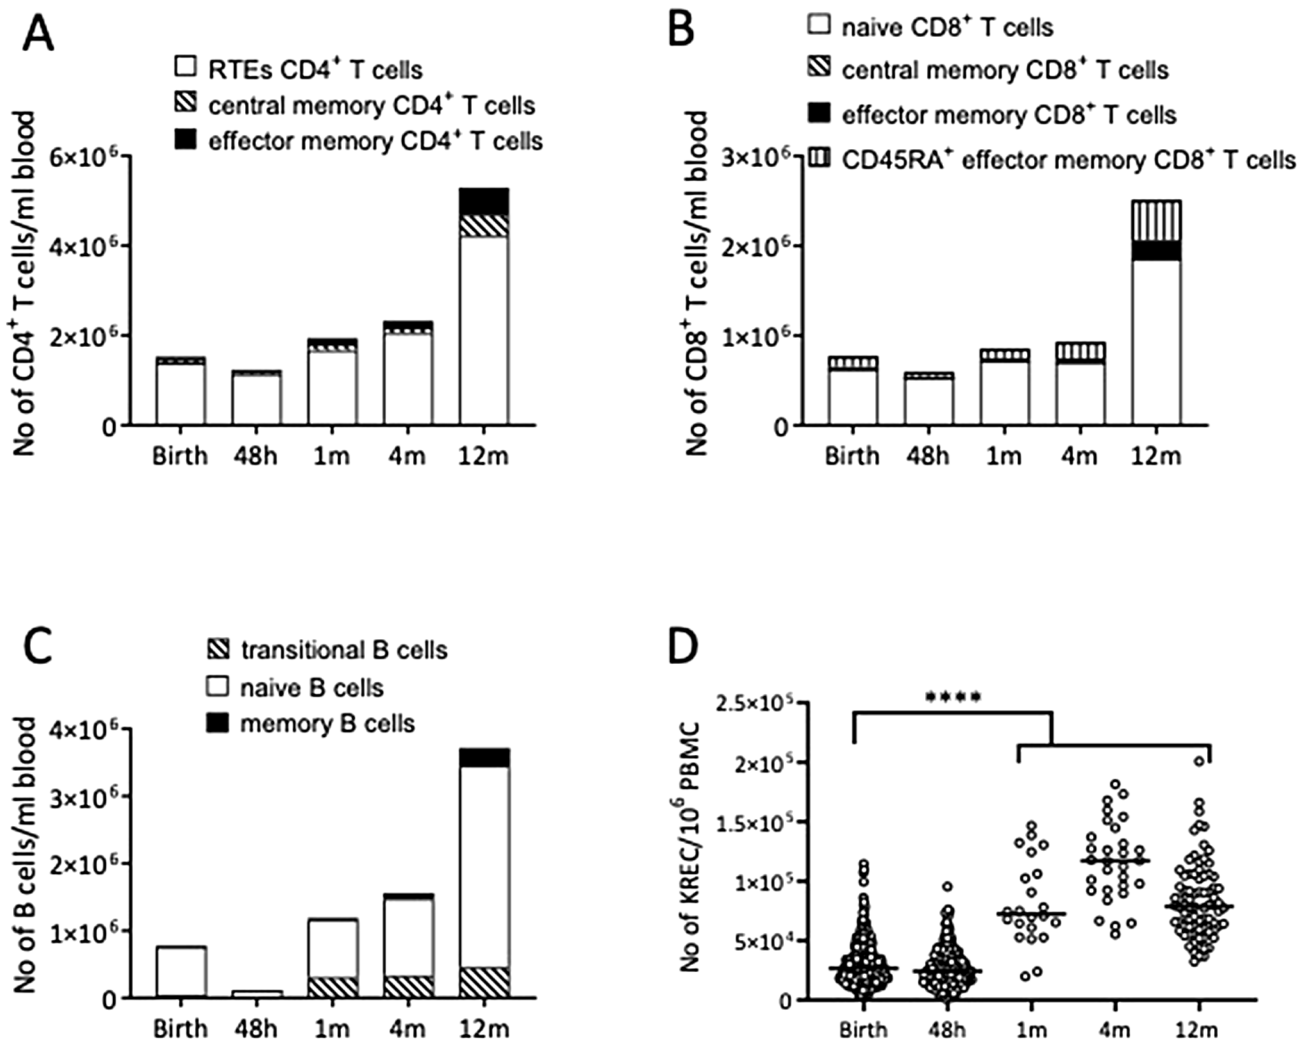 A
RTEs CD4⁺ T cells
central memory CD4⁺ T cells
effector memory CD4⁺ T cells
No of CD4⁺ T cells/ml blood
6×10⁶
4×10⁶
2×10⁶
0
Birth 48h 1m 4m 12m
B
naive CD8⁺ T cells
central memory CD8⁺ T cells
effector memory CD8⁺ T cells
CD45RA⁺ effector memory CD8⁺ T cells
No of CD8⁺ T cells/ml blood
3×10⁶
2×10⁶
1×10⁶
0
Birth 48h 1m 4m 12m
C
transitional B cells
naive B cells
memory B cells
No of B cells/ml blood
4×10⁶
3×10⁶
2×10⁶
1×10⁶
0
Birth 48h 1m 4m 12m
D
No of KREC/10⁶ PBMC
2.5×10⁵
2×10⁵
1.5×10⁵
1×10⁵
5×10⁴
0
****
Birth 48h 1m 4m 12m